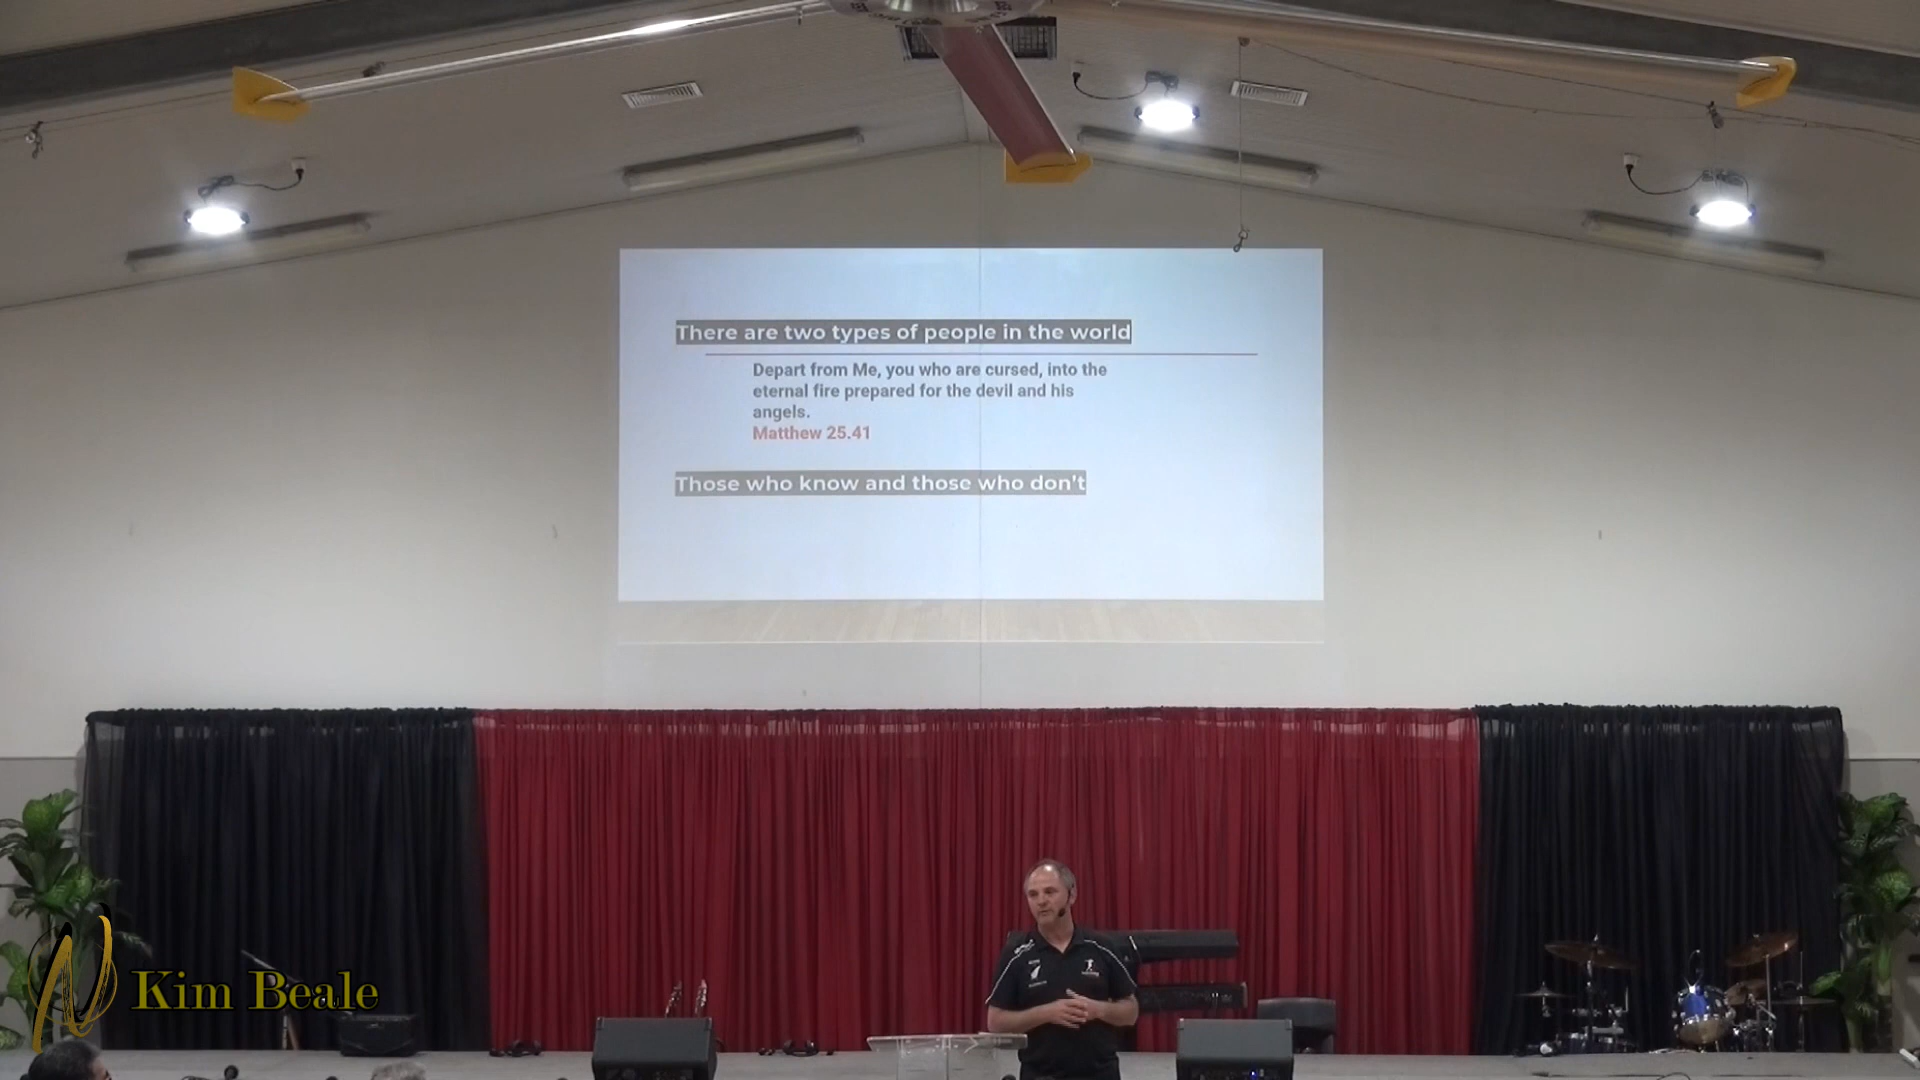 There are two types of people in the world
Depart from Me, you who are cursed, into the
eternal fire prepared for the devil and his
angels.
Matthew 25.41
Those who know and those who don't
Kim Beale